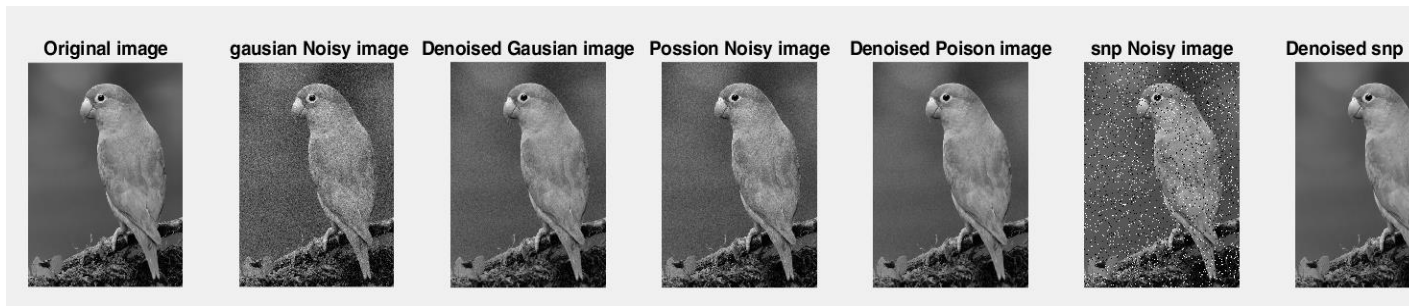 Original image
gausian Noisy image
Denoised Gausian image
Possion Noisy image
Denoised Poison image
snp Noisy image
Denoised snp